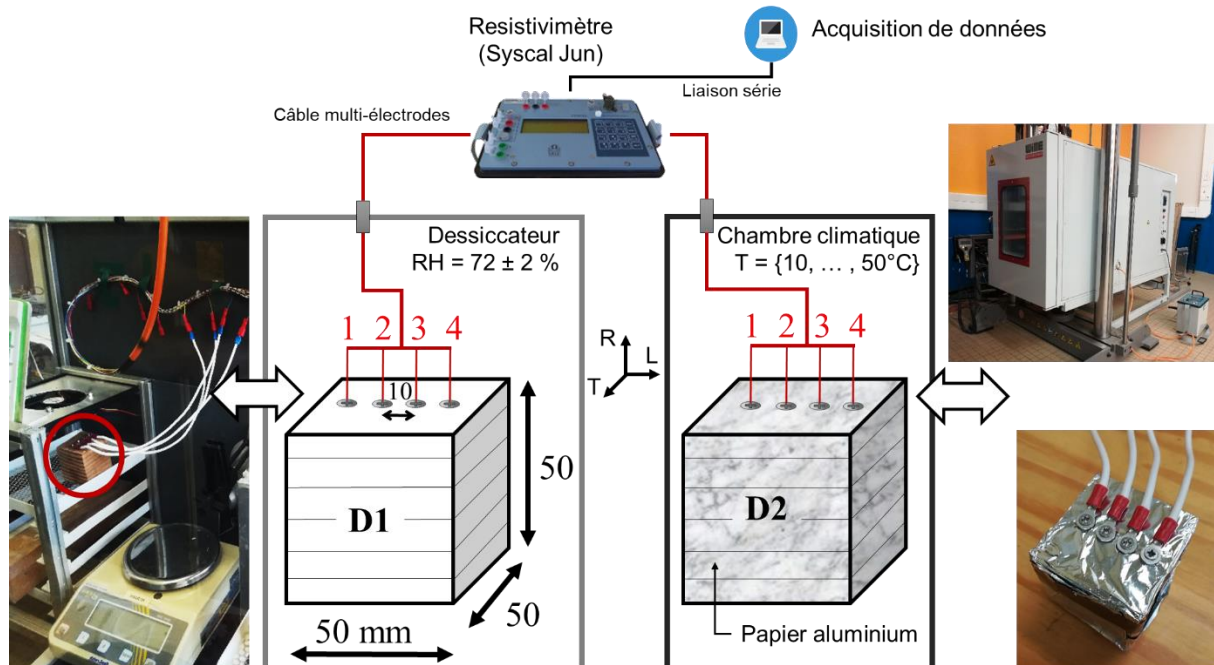 Resistivimètre
(Syscal Jun)
Acquisition de données
Liaison série
Câble multi-électrodes
Dessiccateur
RH = 72 ± 2 %
Chambre climatique
T = {10, … , 50°C}
1 2 3 4
1 2 3 4
R
L
T
10
50
D1
D2
50
50 mm
Papier aluminium